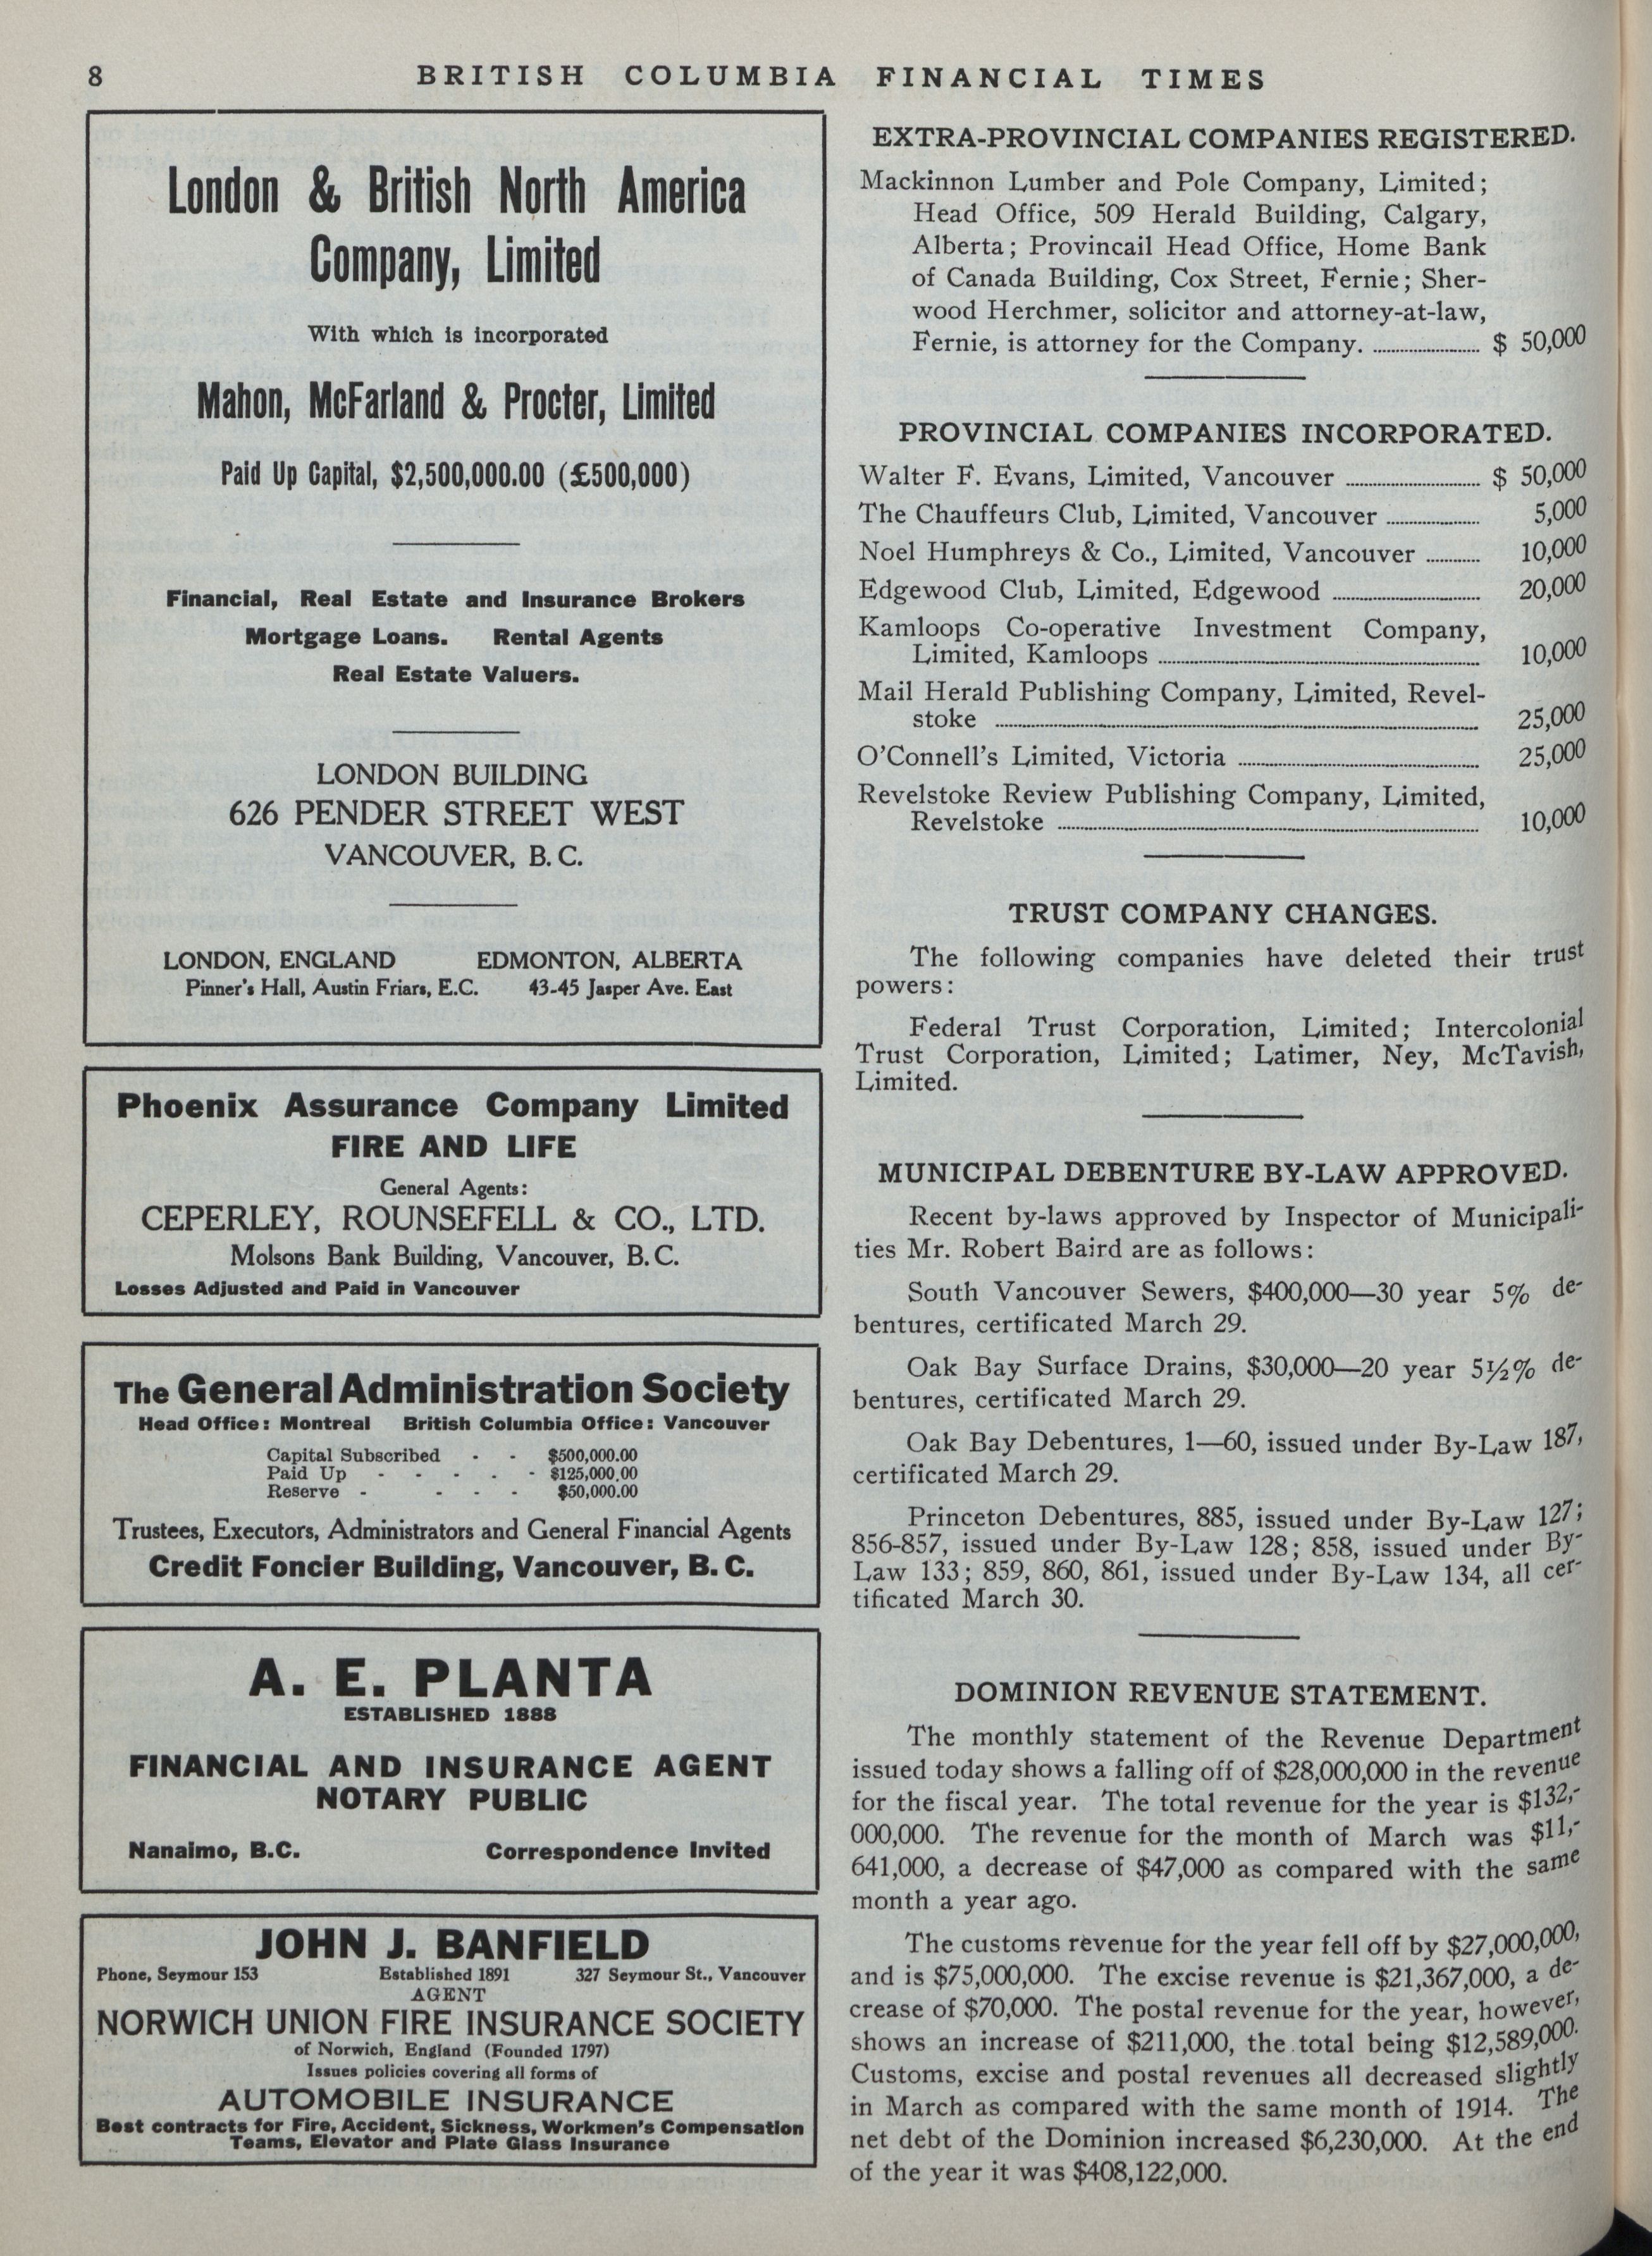 8
BRITISH COLUMBIA FINANCIAL TIMES
London & British North America
Company, Limited
With which is incorporated
Mahon, McFarland & Procter, Limited
Paid Up Capital, $2,500,000.00 (£500,000)
Financial, Real Estate and Insurance Brokers
Mortgage Loans. Rental Agents
Real Estate Valuers.
LONDON BUILDING
626 PENDER STREET WEST
VANCOUVER, B. C.
LONDON, ENGLAND EDMONTON, ALBERTA
Pinner's Hall, Austin Friars, E.C. 43-45 Jasper Ave. East
Phoenix Assurance Company Limited
FIRE AND LIFE
General Agents:
CEPERLEY, ROUNSEFELL & CO., LTD.
Molsons Bank Building, Vancouver, B. C.
Losses Adjusted and Paid in Vancouver
The General Administration Society
Head Office: Montreal British Columbia Office: Vancouver
Capital Subscribed - - $500,000.00
Paid Up - - - - - $125,000.00
Reserve - - - - $50,000.00
Trustees, Executors, Administrators and General Financial Agents
Credit Foncier Building, Vancouver, B. C.
A. E. PLANTA
ESTABLISHED 1888
FINANCIAL AND INSURANCE AGENT
NOTARY PUBLIC
Nanaimo, B.C. Correspondence Invited
JOHN J. BANFIELD
Phone, Seymour 153 Established 1891 327 Seymour St., Vancouver
AGENT
NORWICH UNION FIRE INSURANCE SOCIETY
of Norwich, England (Founded 1797)
Issues policies covering all forms of
AUTOMOBILE INSURANCE
Best contracts for Fire, Accident, Sickness, Workmen's Compensation
Teams, Elevator and Plate Glass Insurance
EXTRA-PROVINCIAL COMPANIES REGISTERED.
Mackinnon Lumber and Pole Company, Limited;
Head Office, 509 Herald Building, Calgary,
Alberta; Provincail Head Office, Home Bank
of Canada Building, Cox Street, Fernie; Sher-
wood Herchmer, solicitor and attorney-at-law,
Fernie, is attorney for the Company. .......... $ 50,000
PROVINCIAL COMPANIES INCORPORATED.
Walter F. Evans, Limited, Vancouver .......... $ 50,000
The Chauffeurs Club, Limited, Vancouver .......... 5,000
Noel Humphreys & Co., Limited, Vancouver .......... 10,000
Edgewood Club, Limited, Edgewood .......... 20,000
Kamloops Co-operative Investment Company,
Limited, Kamloops .......... 10,000
Mail Herald Publishing Company, Limited, Revel-
stoke .......... 25,000
O'Connell's Limited, Victoria .......... 25,000
Revelstoke Review Publishing Company, Limited,
Revelstoke .......... 10,000
TRUST COMPANY CHANGES.
The following companies have deleted their trust
powers:
Federal Trust Corporation, Limited; Intercolonial
Trust Corporation, Limited; Latimer, Ney, McTavish,
Limited.
MUNICIPAL DEBENTURE BY-LAW APPROVED.
Recent by-laws approved by Inspector of Municipali-
ties Mr. Robert Baird are as follows:
South Vancouver Sewers, $400,000—30 year 5% de-
bentures, certificated March 29.
Oak Bay Surface Drains, $30,000—20 year 5½% de-
bentures, certificated March 29.
Oak Bay Debentures, 1—60, issued under By-Law 187,
certificated March 29.
Princeton Debentures, 885, issued under By-Law 127;
856-857, issued under By-Law 128; 858, issued under By-
Law 133; 859, 860, 861, issued under By-Law 134, all cer-
tificated March 30.
DOMINION REVENUE STATEMENT.
The monthly statement of the Revenue Department
issued today shows a falling off of $28,000,000 in the revenue
for the fiscal year. The total revenue for the year is $132,-
000,000. The revenue for the month of March was $11,-
641,000, a decrease of $47,000 as compared with the same
month a year ago.
The customs revenue for the year fell off by $27,000,000,
and is $75,000,000. The excise revenue is $21,367,000, a de-
crease of $70,000. The postal revenue for the year, however,
shows an increase of $211,000, the total being $12,589,000.
Customs, excise and postal revenues all decreased slightly
in March as compared with the same month of 1914. The
net debt of the Dominion increased $6,230,000. At the end
of the year it was $408,122,000.